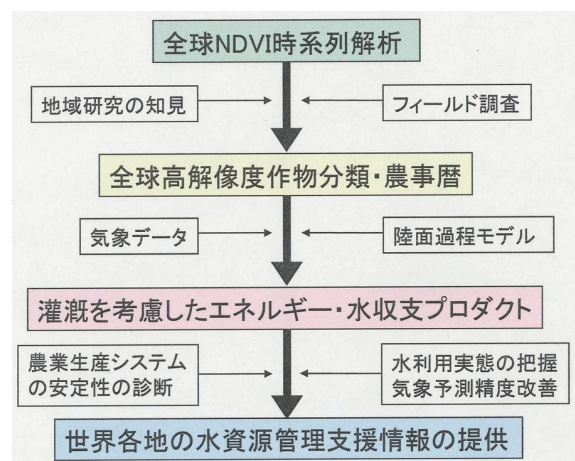 全球NDVI時系列解析
地域研究の知見
フィールド調査
全球高解像度作物分類・農事暦
気象データ
陸面過程モデル
灌漑を考慮したエネルギー・水収支プロダクト
農業生産システム
の安定性の診断
水利用実態の把握
気象予測精度改善
世界各地の水資源管理支援情報の提供